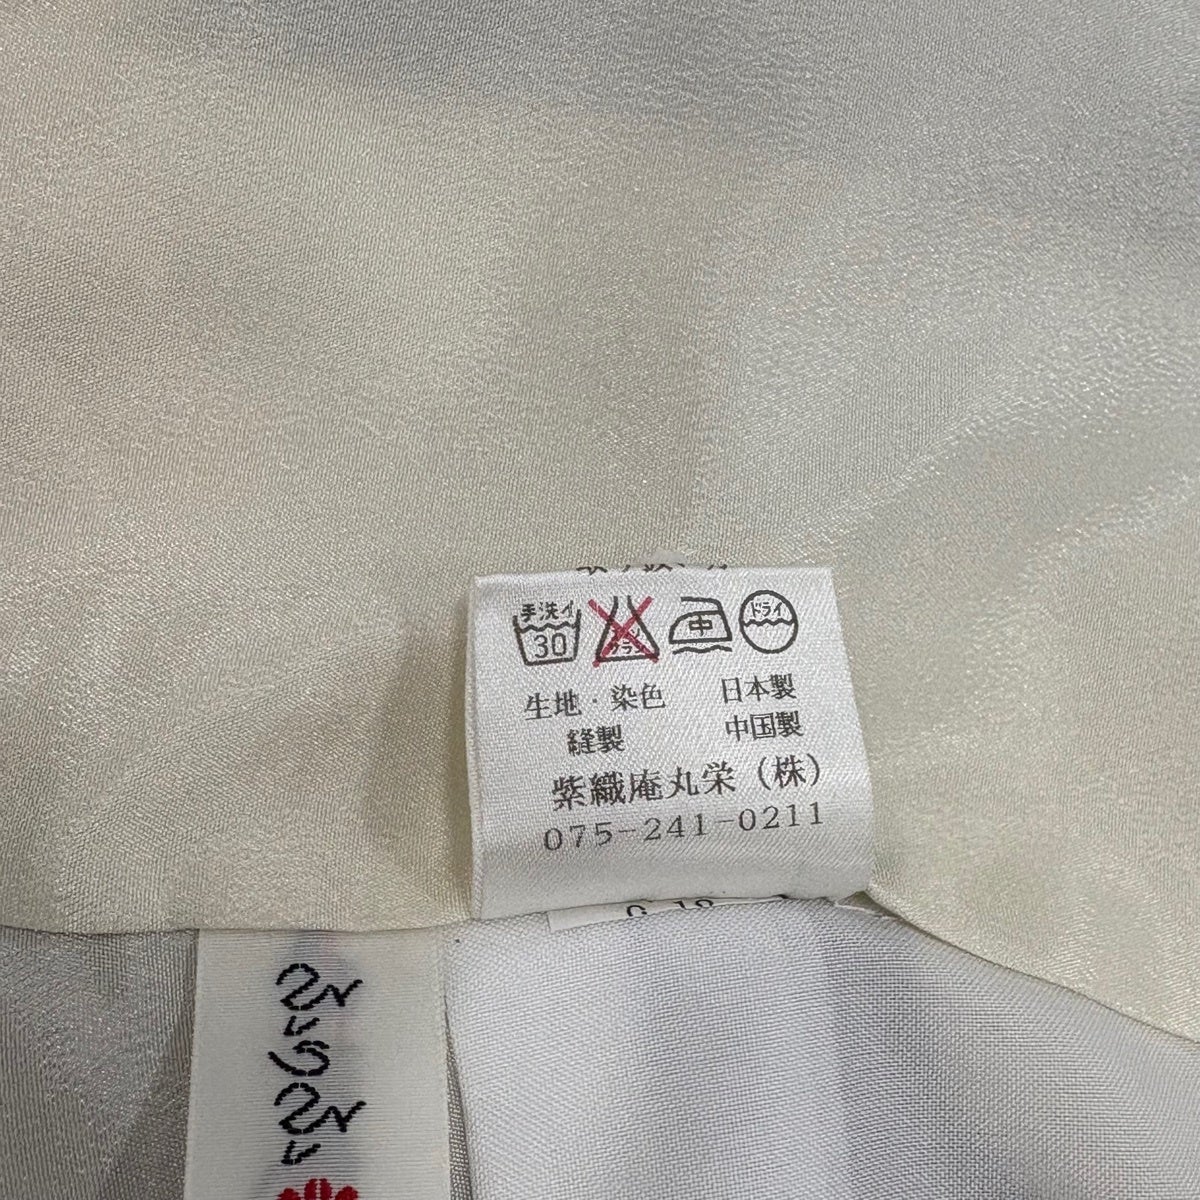 手洗イ 30 中 ドライ
生地・染色 日本製
縫製 中国製
紫織庵丸栄（株）
075-241-0211